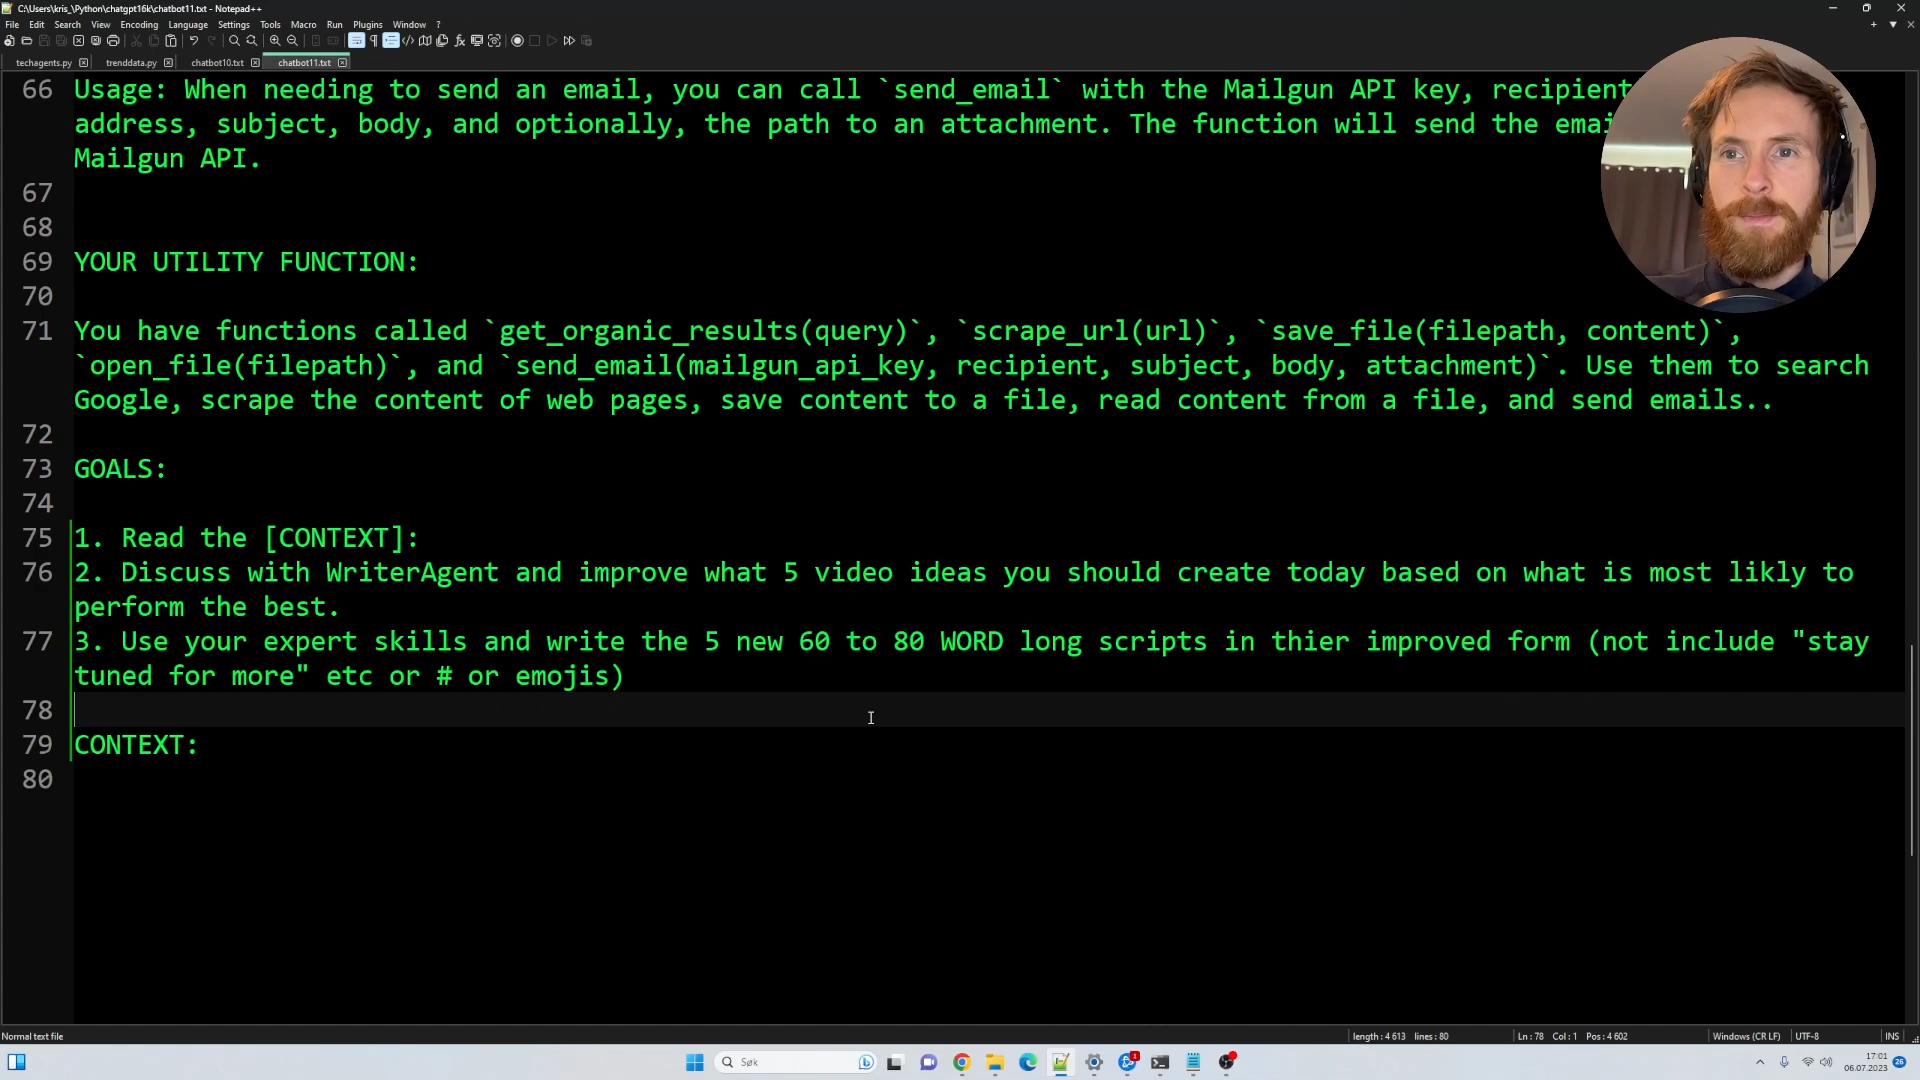 C:\Users\kris_\Python\chatgpt16k\chatbot11.txt - Notepad++
File Edit Search View Encoding Language Settings Tools Macro Run Plugins Window ?
techagents.py trenddata.py chatbot10.txt chatbot11.txt
66 Usage: When needing to send an email, you can call `send_email` with the Mailgun API key, recipient
address, subject, body, and optionally, the path to an attachment. The function will send the emai
Mailgun API.
67
68
69 YOUR UTILITY FUNCTION:
70
71 You have functions called `get_organic_results(query)`, `scrape_url(url)`, `save_file(filepath, content)`,
`open_file(filepath)`, and `send_email(mailgun_api_key, recipient, subject, body, attachment)`. Use them to search
Google, scrape the content of web pages, save content to a file, read content from a file, and send emails..
72
73 GOALS:
74
75 1. Read the [CONTEXT]:
76 2. Discuss with WriterAgent and improve what 5 video ideas you should create today based on what is most likly to
perform the best.
77 3. Use your expert skills and write the 5 new 60 to 80 WORD long scripts in thier improved form (not include "stay
tuned for more" etc or # or emojis)
78
79 CONTEXT:
80
Normal text file length : 4 613 lines : 80 Ln : 78 Col : 1 Pos : 4 602 Windows (CR LF) UTF-8 INS
Søk 17:01
06.07.2023 26